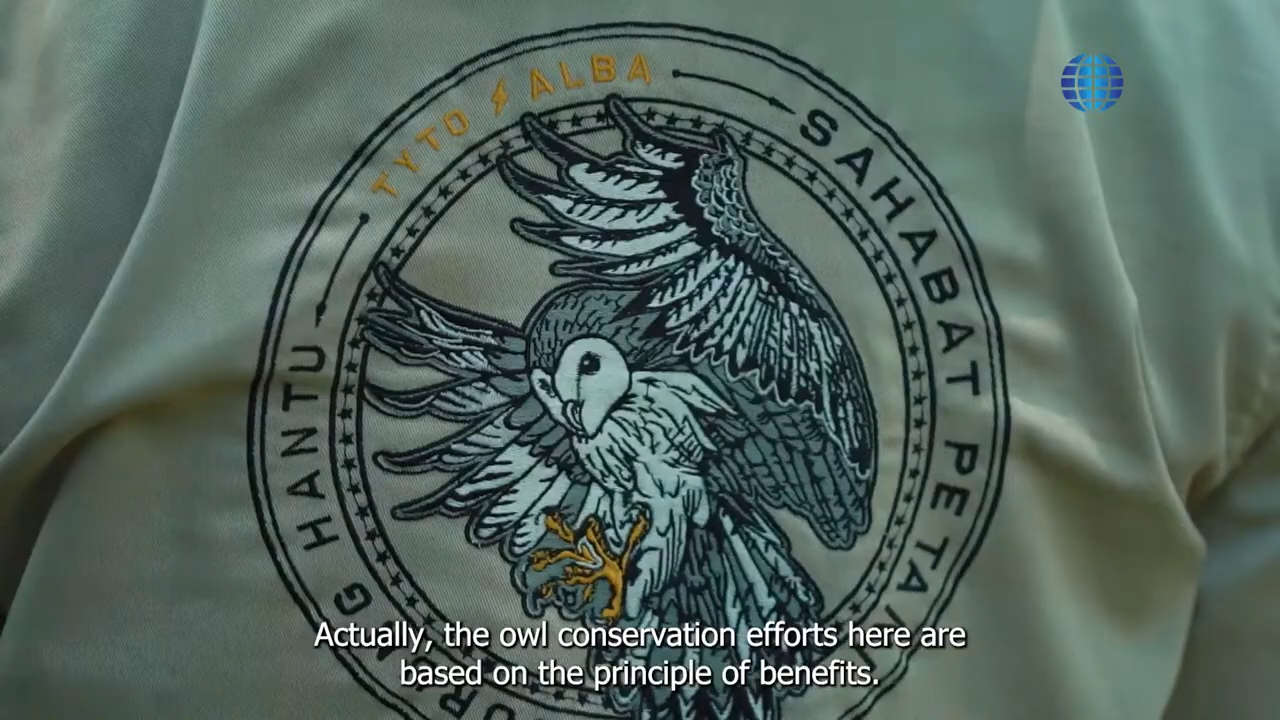 TYTO ALBA
SAHABAT PETANI
HANTU
Actually, the owl conservation efforts here are
based on the principle of benefits.